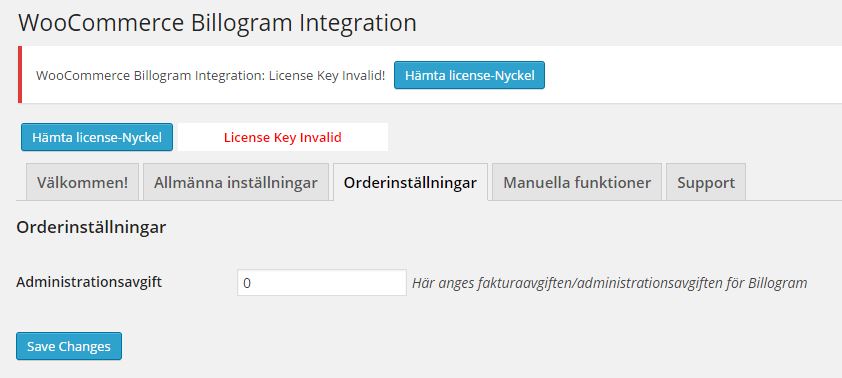 WooCommerce Billogram Integration
WooCommerce Billogram Integration: License Key Invalid! Hämta license-Nyckel
Hämta license-Nyckel License Key Invalid
Välkommen! Allmänna inställningar Orderinställningar Manuella funktioner Support
Orderinställningar
Administrationsavgift 0 Här anges fakturaavgiften/administrationsavgiften för Billogram
Save Changes